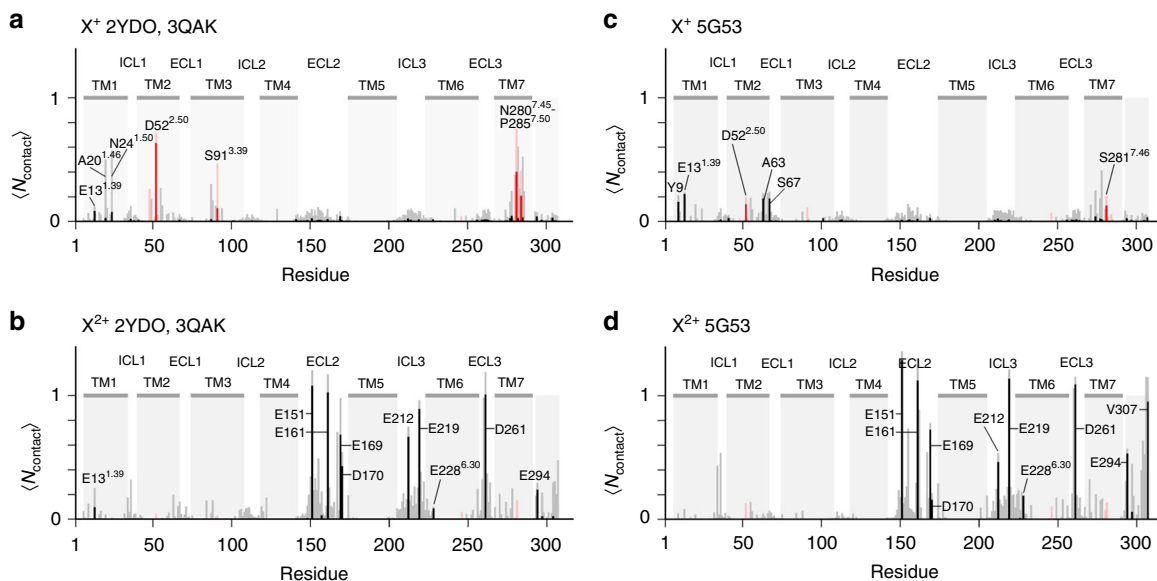 a
X⁺ 2YDO, 3QAK
ICL1 ECL1 ICL2 ECL2 ICL3 ECL3
TM1 TM2 TM3 TM4 TM5 TM6 TM7
1
0
⟨Ncontact⟩
A20^1.46
N24^1.50
E13^1.39
D52^2.50
S91^3.39
N280^7.45-
P285^7.50
1 50 100 150 200 250 300
Residue
b
X²⁺ 2YDO, 3QAK
ICL1 ECL1 ICL2 ECL2 ICL3 ECL3
TM1 TM2 TM3 TM4 TM5 TM6 TM7
1
0
⟨Ncontact⟩
E13^1.39
E151
E161
E169
D170
E212
E219
E228^6.30
D261
E294
1 50 100 150 200 250 300
Residue
c
X⁺ 5G53
ICL1 ECL1 ICL2 ECL2 ICL3 ECL3
TM1 TM2 TM3 TM4 TM5 TM6 TM7
1
0
⟨Ncontact⟩
Y9
E13^1.39
D52^2.50
A63
S67
S281^7.46
1 50 100 150 200 250 300
Residue
d
X²⁺ 5G53
ICL1 ECL1 ICL2 ECL2 ICL3 ECL3
TM1 TM2 TM3 TM4 TM5 TM6 TM7
1
0
⟨Ncontact⟩
E151
E161
E169
D170
E212
E219
E228^6.30
D261
E294
V307
1 50 100 150 200 250 300
Residue